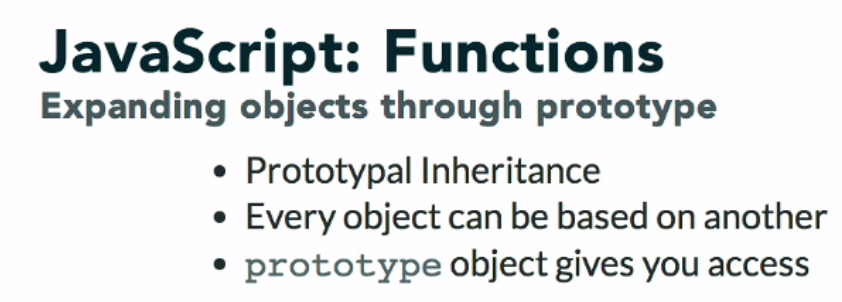 JavaScript: Functions
Expanding objects through prototype
• Prototypal Inheritance
• Every object can be based on another
• prototype object gives you access